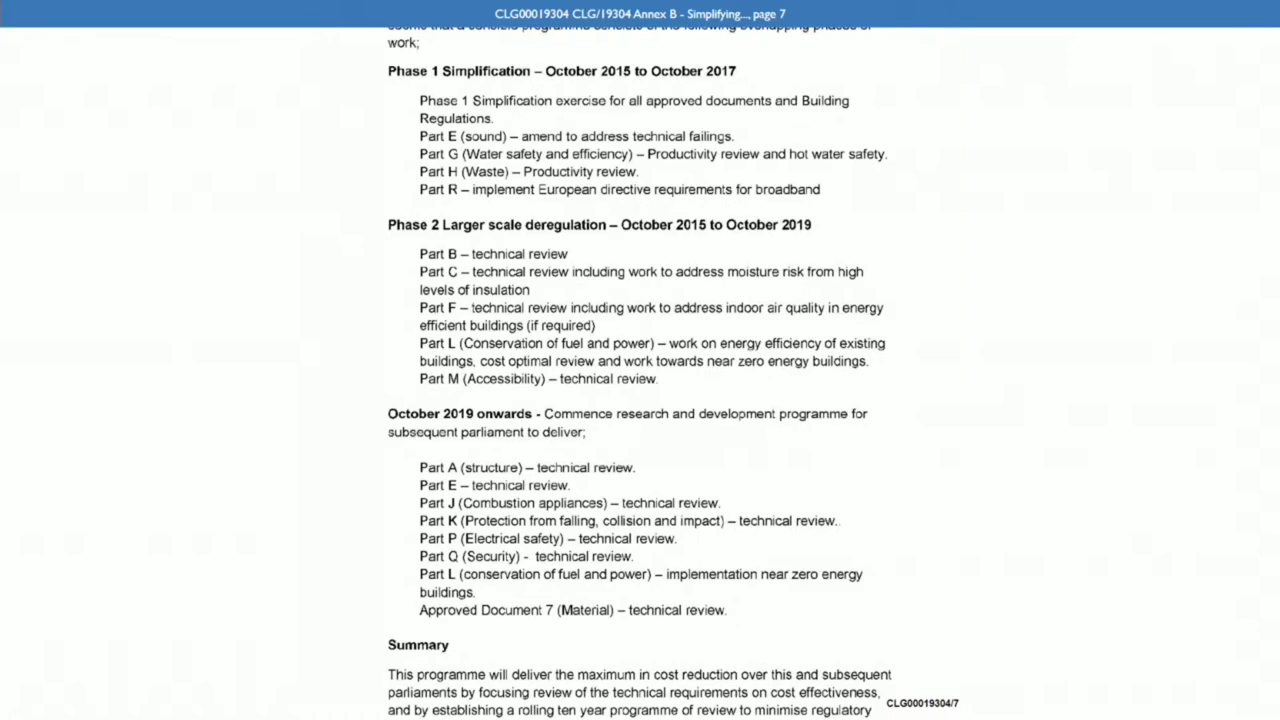 CLG00019304 CLG/19304 Annex B - Simplifying..., page 7
work;
Phase 1 Simplification – October 2015 to October 2017
Phase 1 Simplification exercise for all approved documents and Building
Regulations.
Part E (sound) – amend to address technical failings.
Part G (Water safety and efficiency) – Productivity review and hot water safety.
Part H (Waste) – Productivity review.
Part R – implement European directive requirements for broadband
Phase 2 Larger scale deregulation – October 2015 to October 2019
Part B – technical review
Part C – technical review including work to address moisture risk from high
levels of insulation
Part F – technical review including work to address indoor air quality in energy
efficient buildings (if required)
Part L (Conservation of fuel and power) – work on energy efficiency of existing
buildings, cost optimal review and work towards near zero energy buildings.
Part M (Accessibility) – technical review.
October 2019 onwards - Commence research and development programme for
subsequent parliament to deliver;
Part A (structure) – technical review.
Part E – technical review.
Part J (Combustion appliances) – technical review.
Part K (Protection from falling, collision and impact) – technical review..
Part P (Electrical safety) – technical review.
Part Q (Security) - technical review.
Part L (conservation of fuel and power) – implementation near zero energy
buildings.
Approved Document 7 (Material) – technical review.
Summary
This programme will deliver the maximum in cost reduction over this and subsequent
parliaments by focusing review of the technical requirements on cost effectiveness,
and by establishing a rolling ten year programme of review to minimise regulatory
CLG00019304/7